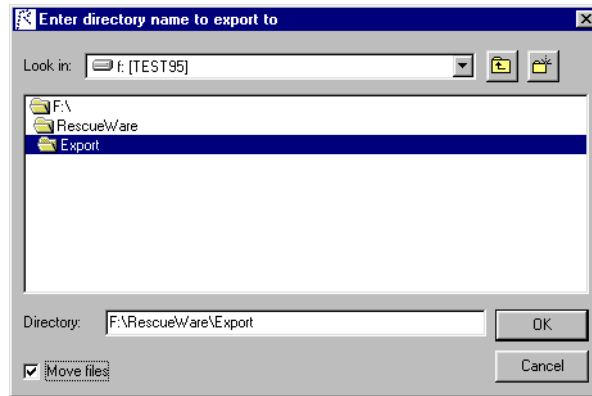 Enter directory name to export to
Look in: f: [TEST95]
F:\
RescueWare
Export
Directory: F:\RescueWare\Export OK
Move files Cancel